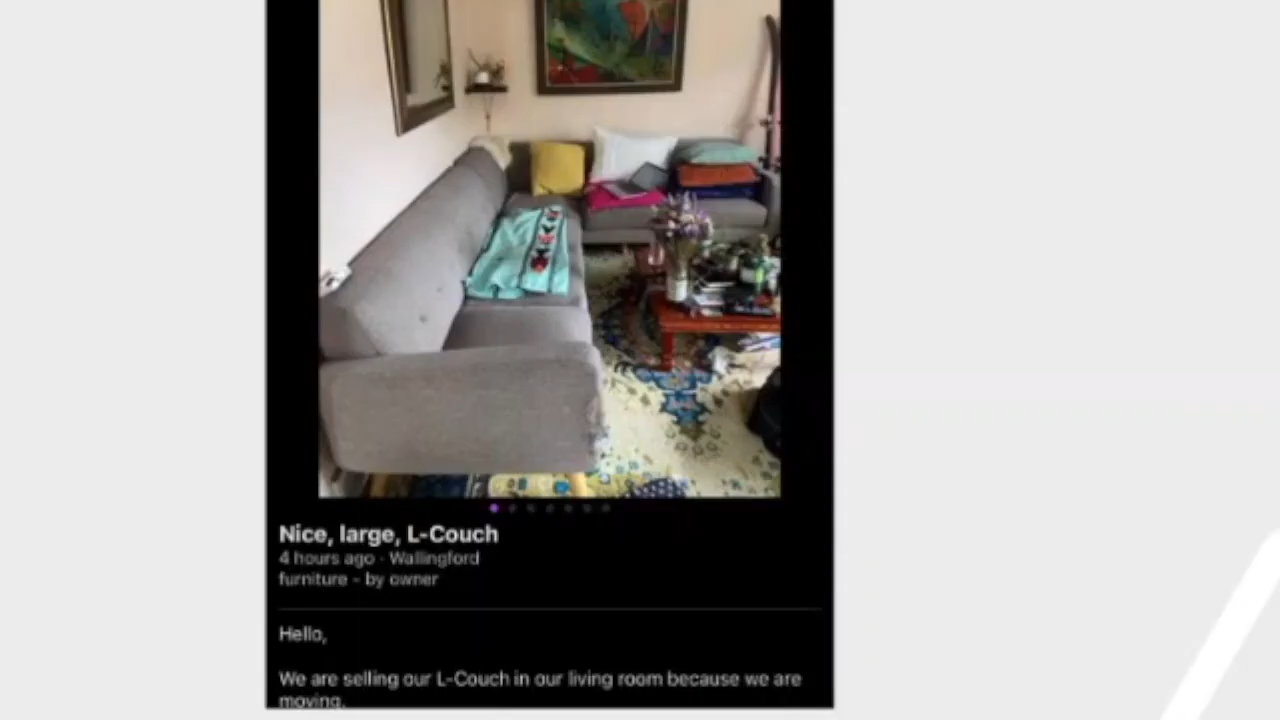 Nice, large, L-Couch
4 hours ago - Wallingford
furniture - by owner
Hello,
We are selling our L-Couch in our living room because we are
moving.